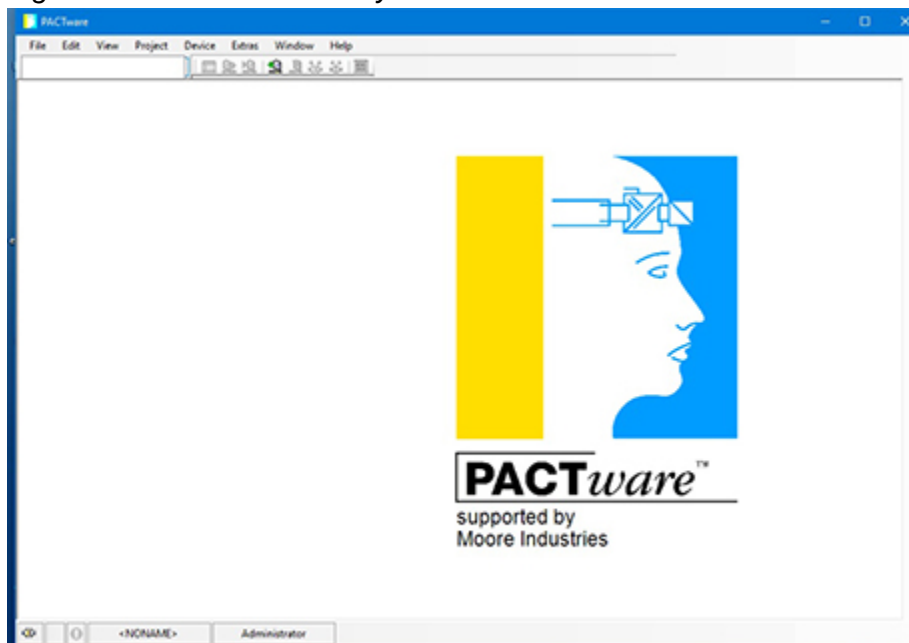 PACTware
File Edit View Project Device Extras Window Help
PACTware™
supported by
Moore Industries
<NONAME> Administrator